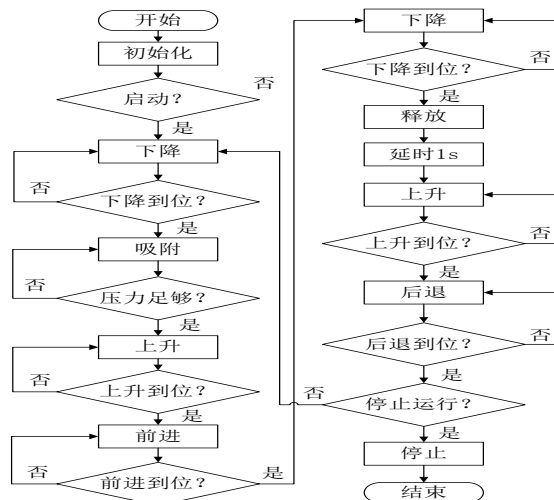 开始
初始化
启动？
否
是
下降
否
下降到位？
是
吸附
否
压力足够？
是
上升
否
上升到位？
是
前进
否
前进到位？
是
下降
下降到位？
否
是
释放
延时1s
上升
上升到位？
否
是
后退
后退到位？
否
是
否
停止运行？
是
停止
结束